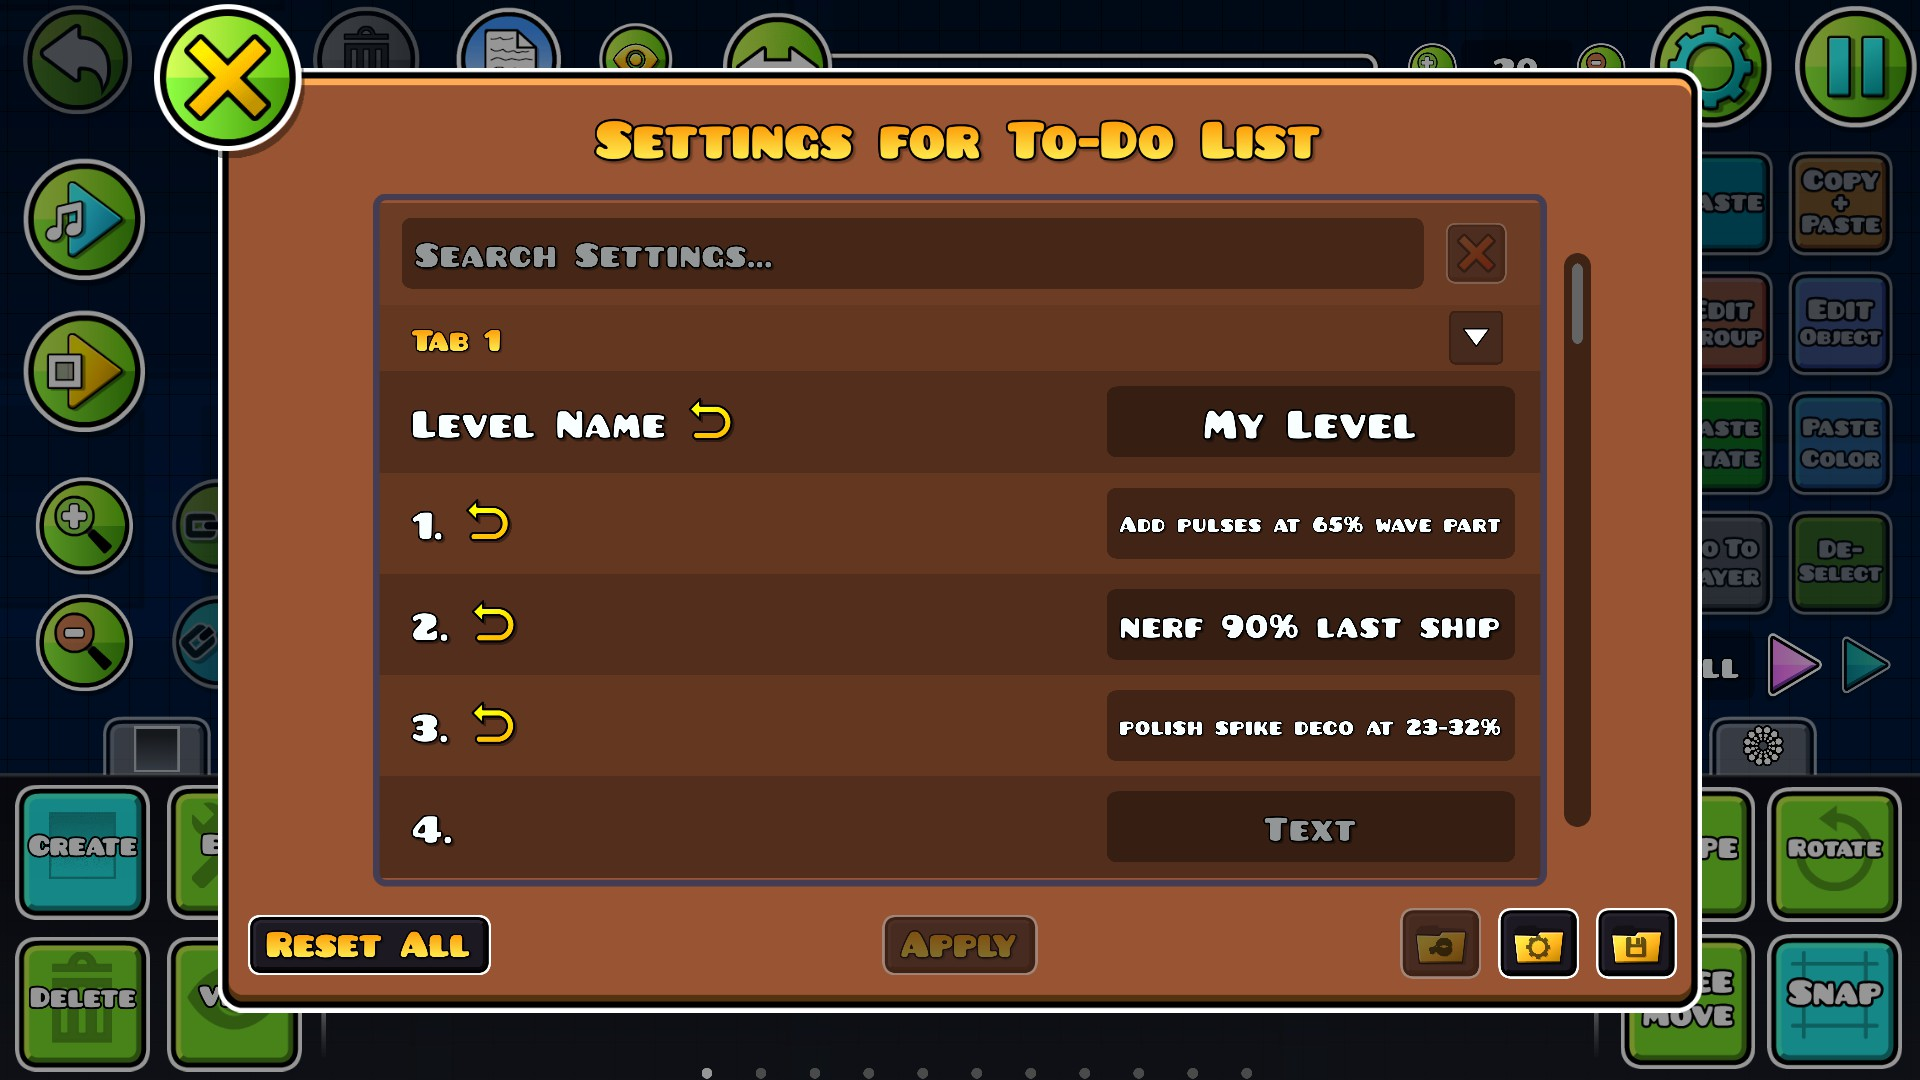 Settings for To-Do List
Search Settings...
Tab 1
Level Name
My Level
1.
Add pulses at 65% wave part
2.
nerf 90% last ship
3.
polish spike deco at 23-32%
4.
Text
Reset All
Apply
Copy
+
Paste
Edit
Object
Paste
Color
De-
Select
Create
Rotate
Delete
Move
Snap